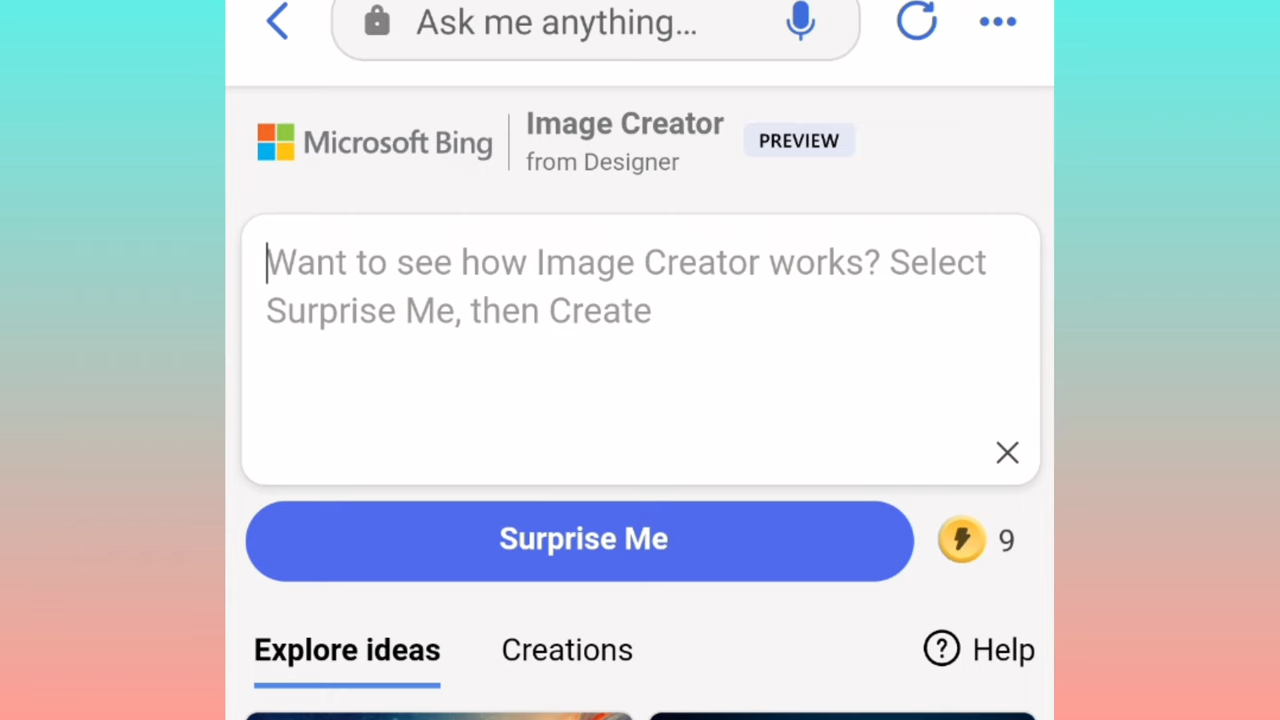 Ask me anything...
Microsoft Bing
Image Creator
from Designer
PREVIEW
Want to see how Image Creator works? Select
Surprise Me, then Create
Surprise Me
9
Explore ideas
Creations
? Help